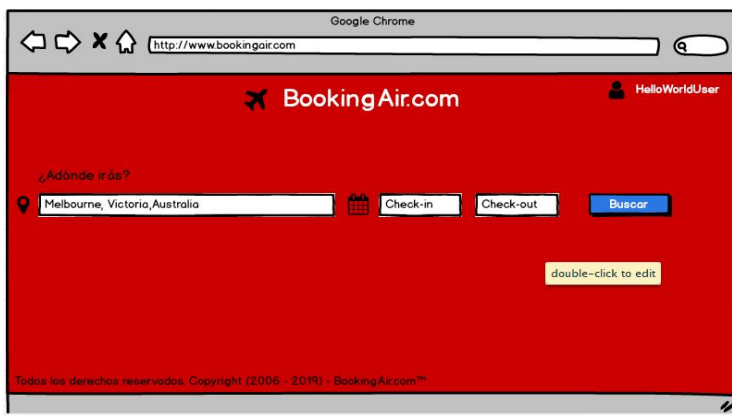 Google Chrome
http://www.bookingair.com
BookingAir.com
HelloWorldUser
¿Adónde irás?
Melbourne, Victoria,Australia
Check-in
Check-out
Buscar
double-click to edit
Todos los derechos reservados. Copyright (2006 - 2019) - BookingAir.com™